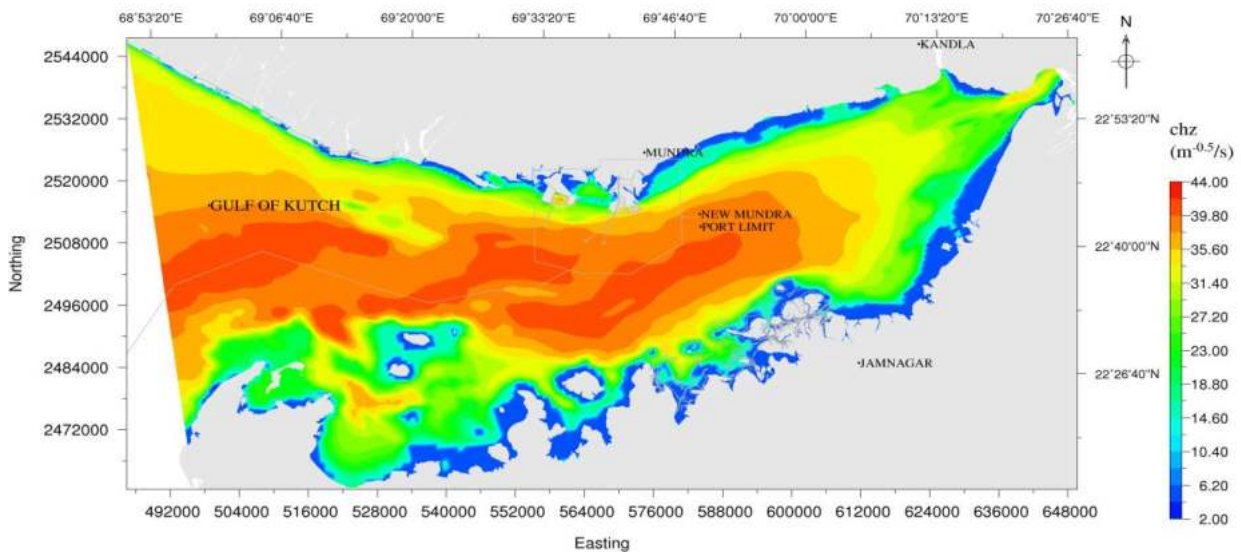 68°53'20"E 69°06'40"E 69°20'00"E 69°33'20"E 69°46'40"E 70°00'00"E 70°13'20"E 70°26'40"E
N
KANDLA
2544000
2532000
22°53'20"N
chz
(m-0.5/s)
MUNDRA
2520000
44.00
GULF OF KUTCH
NEW MUNDRA
PORT LIMIT
39.80
2508000
22°40'00"N
35.60
Northing
31.40
2496000
27.20
23.00
JAMNAGAR
2484000
22°26'40"N
18.80
14.60
2472000
10.40
6.20
2.00
492000 504000 516000 528000 540000 552000 564000 576000 588000 600000 612000 624000 636000 648000
Easting